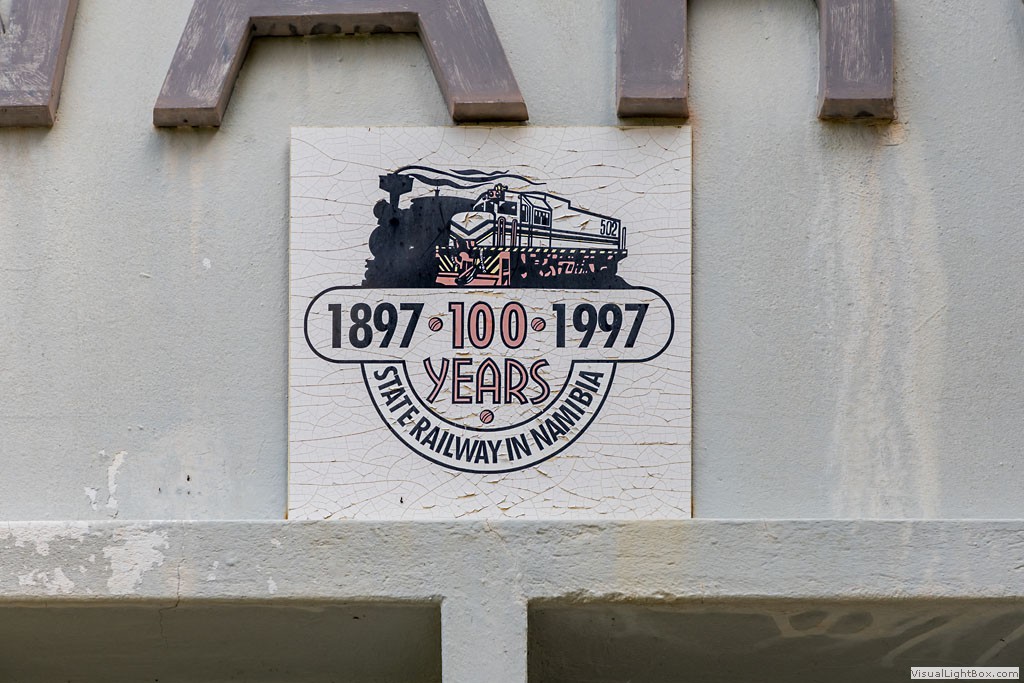 502
1897 • 100 • 1997
YEARS
STATE RAILWAY IN NAMIBIA
VisualLightBox.com